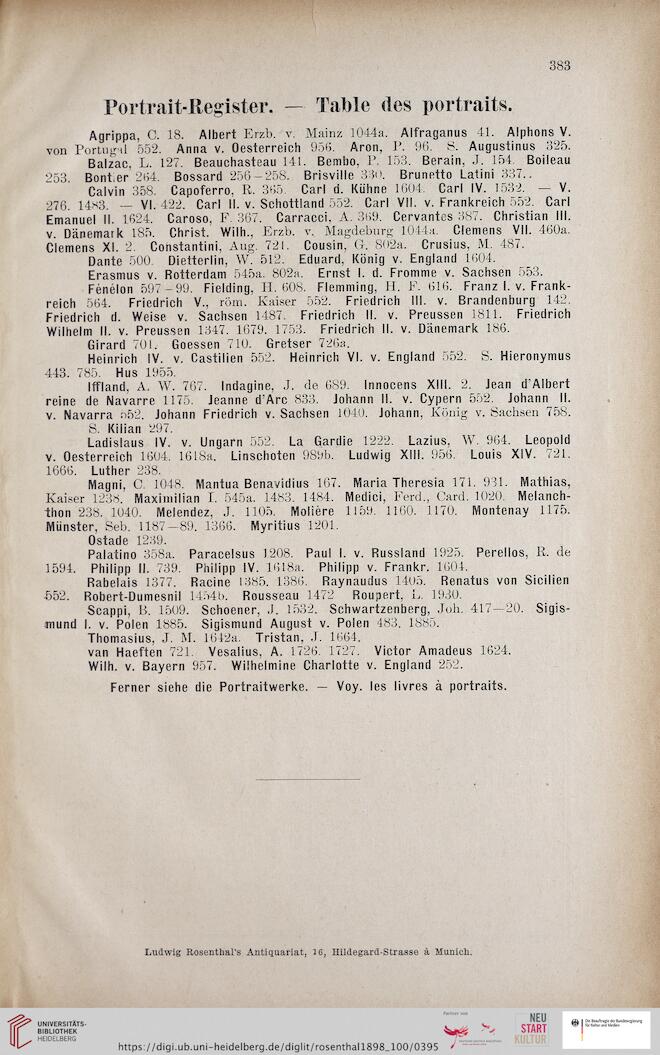 383
Portrait-Register. — Table des portraits.
Agrippa, C. 18. Albert Erzb. v. Mainz 1044a. Alfraganus 41. Alphons V.
von Portugal 552. Anna v. Oesterreich 956. Aron, P. 96. S. Augustinus 325.
Balzac, L. 127. Beauchasteau 141. Bembo, P. 153. Berain, J. 154. Boileau
253. Bontier 264. Bossard 256–258. Brisville 330. Brunetto Latini 337.
Calvin 358. Capoferro, R. 365. Carl d. Kühne 1604. Carl IV. 1532. — V.
276. 1483. — VI. 422. Carl II. v. Schottland 552. Carl VII. v. Frankreich 552. Carl
Emanuel II. 1624. Caroso, F. 367. Carracci, A. 369. Cervantes 387. Christian III.
v. Dänemark 185. Christ. Wilh., Erzb. v. Magdeburg 1044a. Clemens VII. 460a.
Clemens XI. 2. Constantini, Aug. 721. Cousin, G. 802a. Crusius, M. 487.
Dante 500. Dietterlin, W. 512. Eduard, König v. England 1604.
Erasmus v. Rotterdam 545a. 802a. Ernst I. d. Fromme v. Sachsen 553.
Fénélon 597–99. Fielding, H. 608. Flemming, H. F. 616. Franz I. v. Frank-
reich 564. Friedrich V., röm. Kaiser 552. Friedrich III. v. Brandenburg 142.
Friedrich d. Weise v. Sachsen 1487. Friedrich II. v. Preussen 1811. Friedrich
Wilhelm II. v. Preussen 1347. 1679. 1753. Friedrich II. v. Dänemark 186.
Girard 701. Goessen 710. Gretser 726a.
Heinrich IV. v. Castilien 552. Heinrich VI. v. England 552. S. Hieronymus
443. 785. Hus 1955.
Iffland, A. W. 767. Indagine, J. de 689. Innocens XIII. 2. Jean d'Albert
reine de Navarre 1175. Jeanne d'Arc 833. Johann II. v. Cypern 552. Johann II.
v. Navarra 552. Johann Friedrich v. Sachsen 1040. Johann, König v. Sachsen 758.
S. Kilian 297.
Ladislaus IV. v. Ungarn 552. La Gardie 1222. Lazius, W. 964. Leopold
v. Oesterreich 1604. 1618a. Linschoten 989b. Ludwig XIII. 956. Louis XIV. 721.
1666. Luther 238.
Magni, C. 1048. Mantua Benavidius 167. Maria Theresia 171. 931. Mathias,
Kaiser 1238. Maximilian I. 545a. 1483. 1484. Medici, Ferd., Card. 1020. Melanch-
thon 238. 1040. Melendez, J. 1105. Molière 1159. 1160. 1170. Montenay 1175.
Münster, Seb. 1187–89. 1366. Myritius 1201.
Ostade 1239.
Palatino 358a. Paracelsus 1208. Paul I. v. Russland 1925. Perellos, R. de
1594. Philipp II. 739. Philipp IV. 1618a. Philipp v. Frankr. 1604.
Rabelais 1377. Racine 1385. 1386. Raynaudus 1405. Renatus von Sicilien
552. Robert-Dumesnil 1454b. Rousseau 1472 Roupert, L. 1930.
Scappi, B. 1509. Schoener, J. 1532. Schwartzenberg, Joh. 417–20. Sigis-
mund I. v. Polen 1885. Sigismund August v. Polen 483. 1885.
Thomasius, J. M. 1642a. Tristan, J. 1664.
van Haeften 721. Vesalius, A. 1726. 1727. Victor Amadeus 1624.
Wilh. v. Bayern 957. Wilhelmine Charlotte v. England 252.
Ferner siehe die Portraitwerke. — Voy. les livres à portraits.
Ludwig Rosenthal's Antiquariat, 16, Hildegard-Strasse à Munich.
UNIVERSITÄTS-
BIBLIOTHEK
HEIDELBERG
https://digi.ub.uni-heidelberg.de/diglit/rosenthal1898_100/0395
Partner von
NEU
START
KULTUR
Die Beauftragte der Bundesregierung
für Kultur und Medien